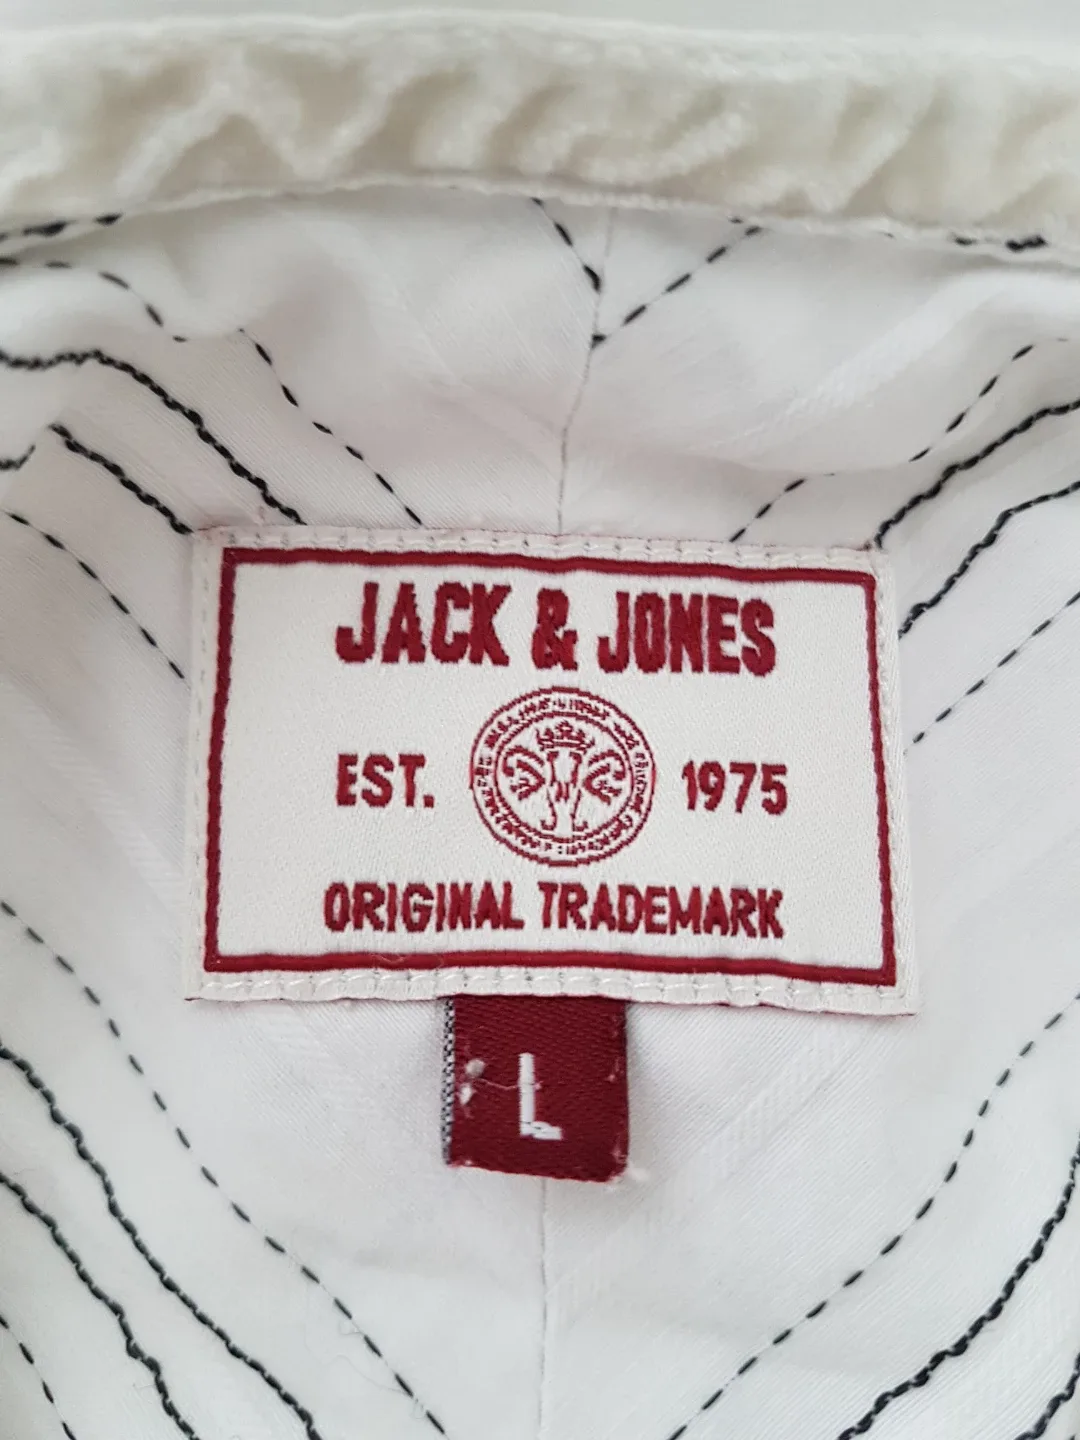 JACK & JONES
EST. 1975
ORIGINAL TRADEMARK
L